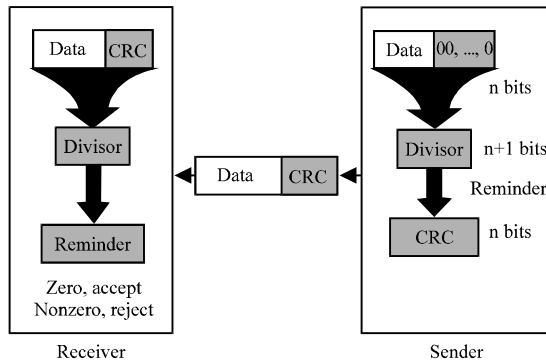 Data CRC
Divisor
Reminder
Zero, accept
Nonzero, reject
Receiver
Data CRC
Data 00, ..., 0
n bits
Divisor n+1 bits
Reminder
CRC n bits
Sender